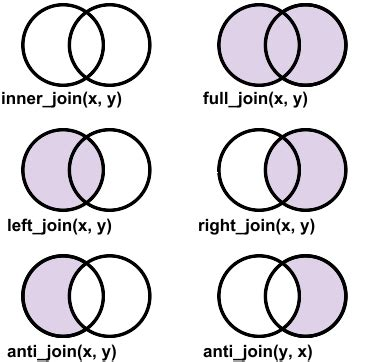 inner_join(x, y)
full_join(x, y)
left_join(x, y)
right_join(x, y)
anti_join(x, y)
anti_join(y, x)